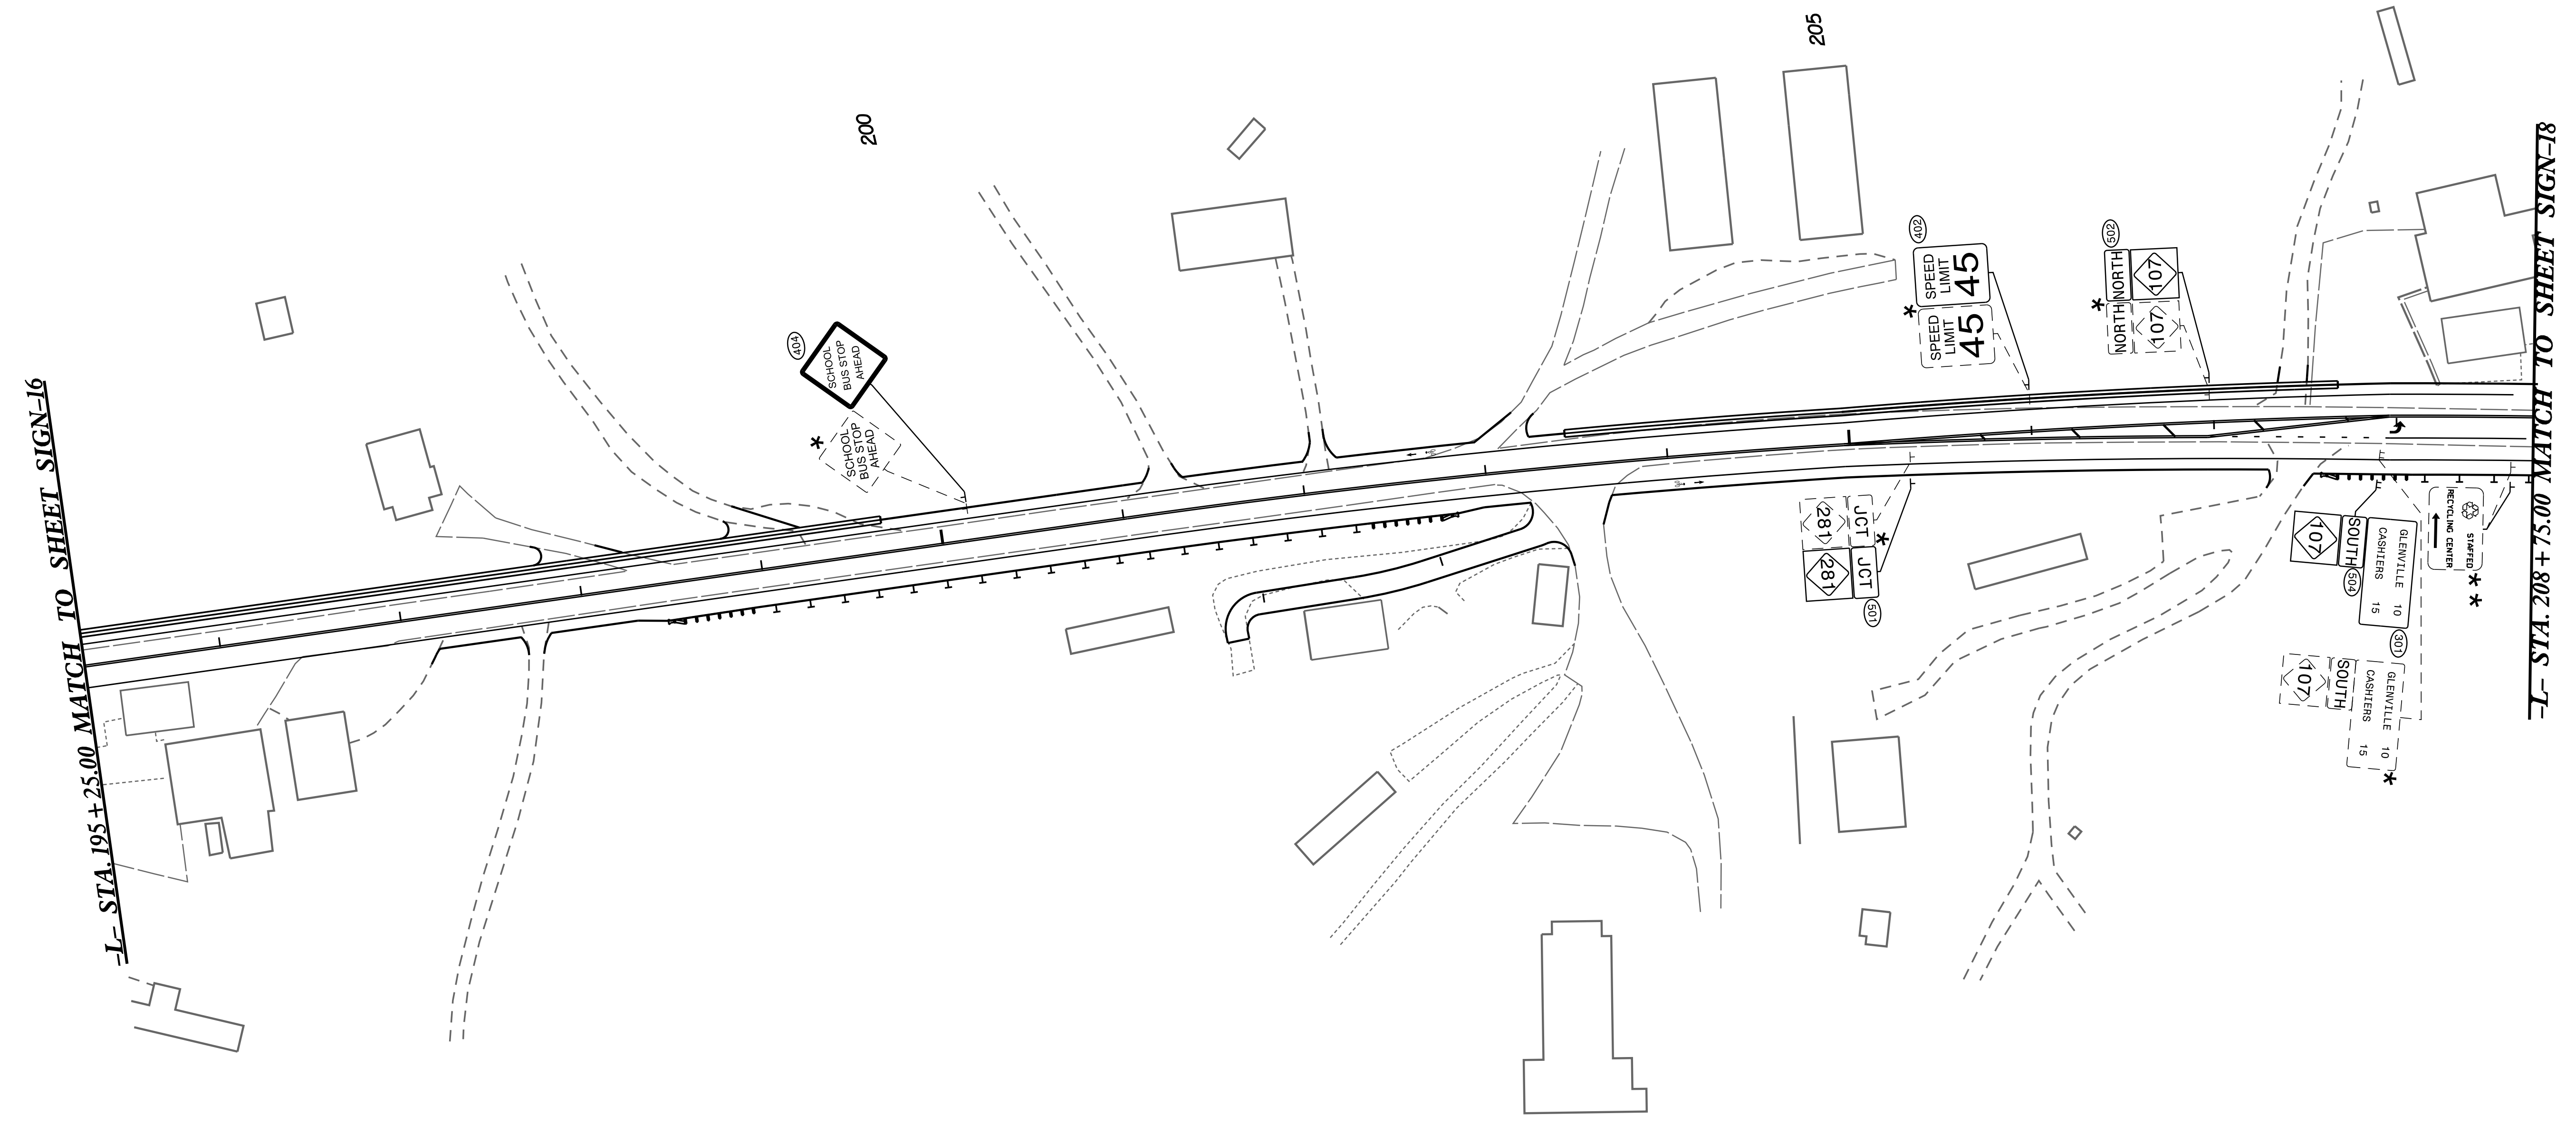 -L- STA. 195+25.00 MATCH TO SHEET SIGN-16
200
205
404
SCHOOL
BUS STOP
AHEAD
*
SCHOOL
BUS STOP
AHEAD
402
SPEED
LIMIT
45
*
SPEED
LIMIT
45
502
NORTH
107
*
NORTH
107
JCT
281
*
JCT
281
501
SOUTH
107
504
GLENVILLE 10
CASHIERS 15
301
STAFFED
RECYCLING CENTER
* *
SOUTH
107
GLENVILLE 10
CASHIERS 15
*
-L- STA. 208+75.00 MATCH TO SHEET SIGN-18